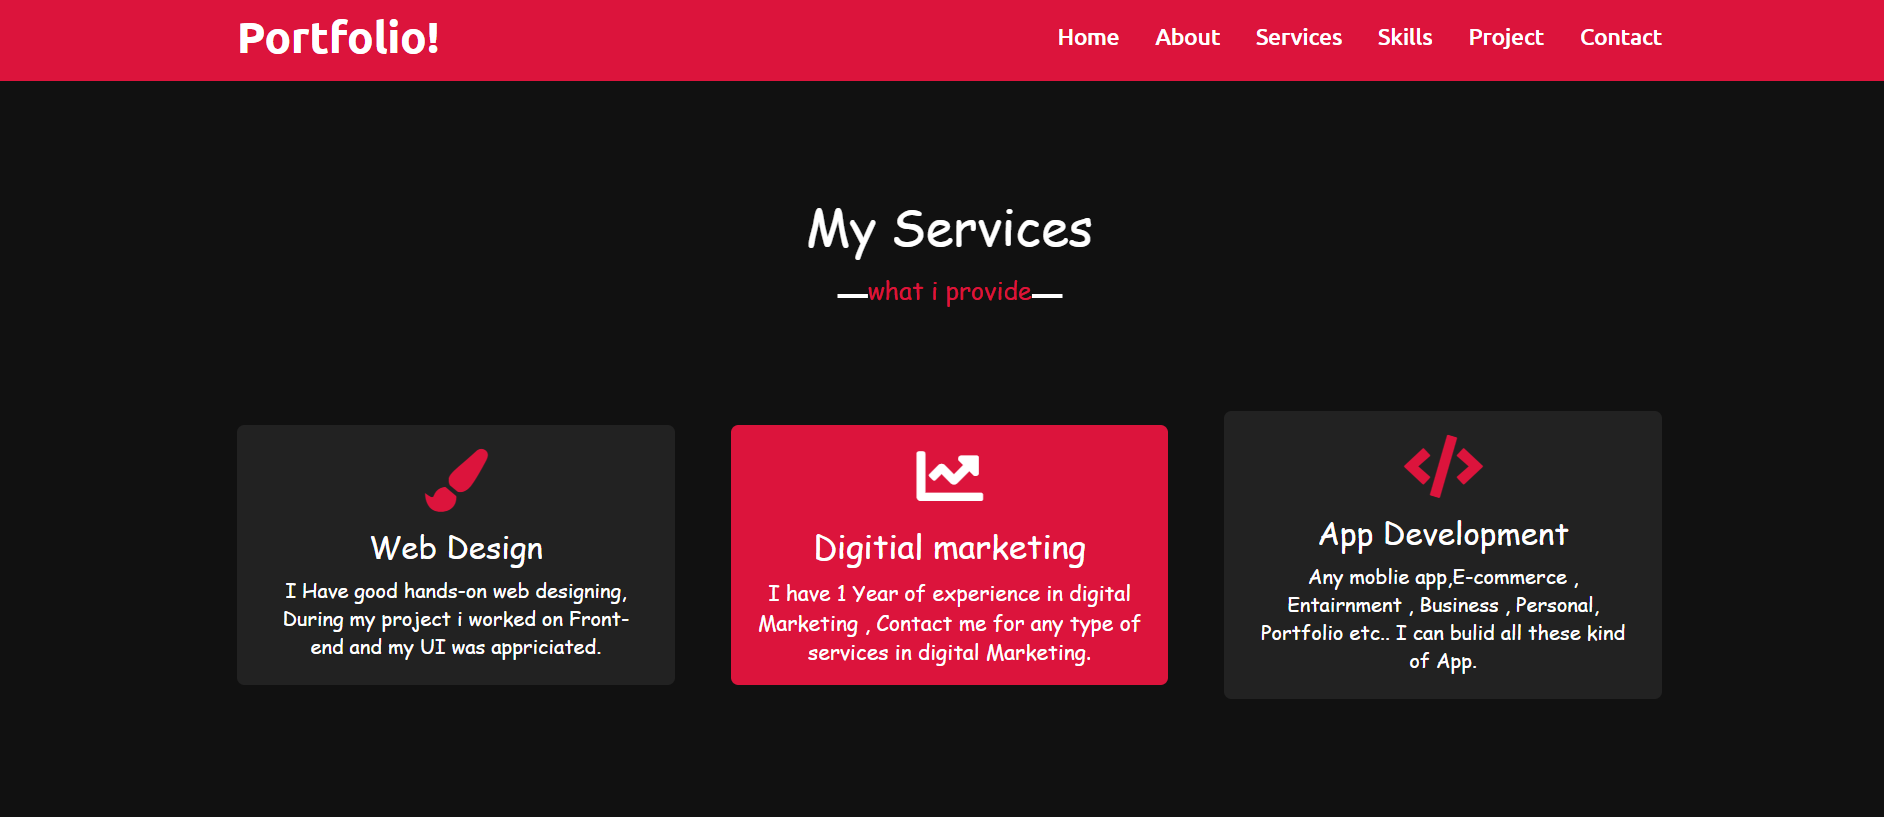 Portfolio!
Home About Services Skills Project Contact
My Services
what i provide
Web Design
I Have good hands-on web designing,
During my project i worked on Front-
end and my UI was appriciated.
Digitial marketing
I have 1 Year of experience in digital
Marketing , Contact me for any type of
services in digital Marketing.
App Development
Any moblie app,E-commerce ,
Entairnment , Business , Personal,
Portfolio etc.. I can bulid all these kind
of App.